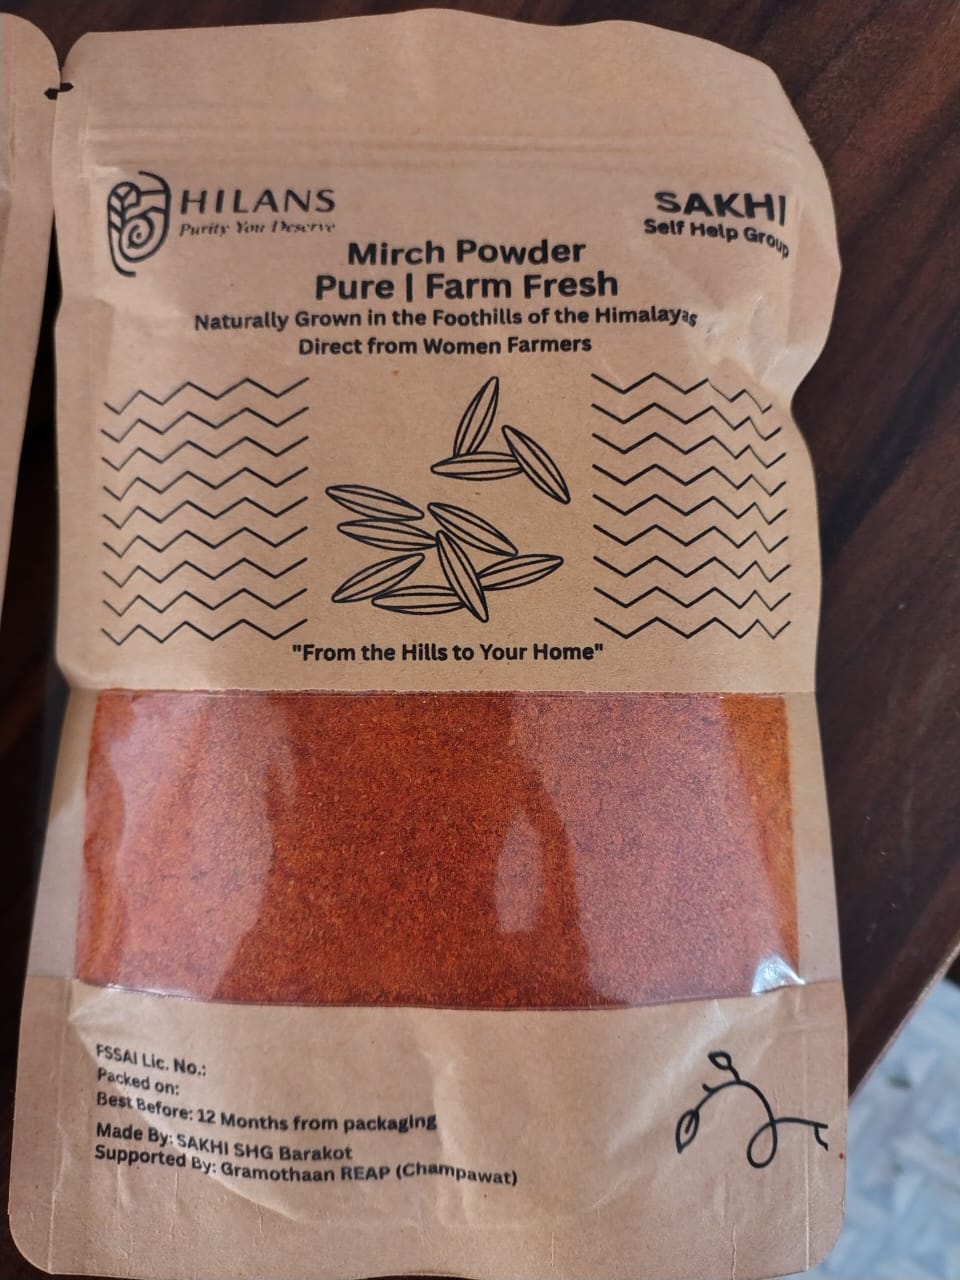 HILANS
Purity You Deserve
SAKHI
Self Help Group
Mirch Powder
Pure | Farm Fresh
Naturally Grown in the Foothills of the Himalayas
Direct from Women Farmers
"From the Hills to Your Home"
FSSAI Lic. No.:
Packed on:
Best Before: 12 Months from packaging
Made By: SAKHI SHG Barakot
Supported By: Gramothaan REAP (Champawat)